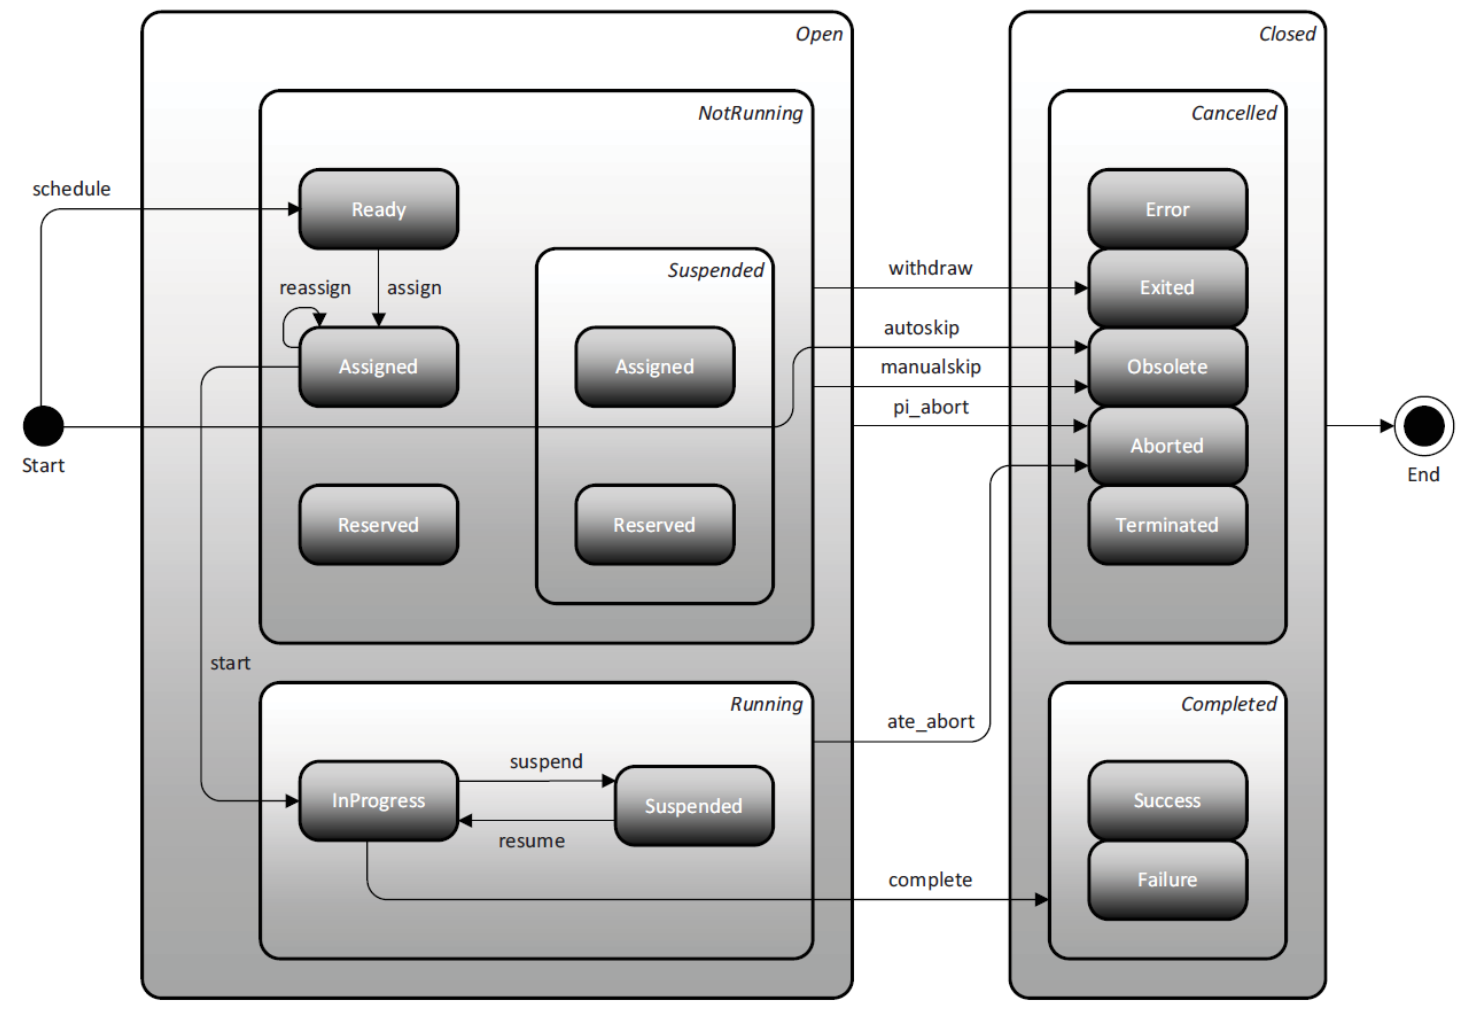 Open
Closed
NotRunning
Cancelled
schedule
Ready
Error
Suspended
withdraw
reassign
assign
Exited
autoskip
Assigned
Assigned
manualskip
Obsolete
pi_abort
Aborted
Start
End
Reserved
Reserved
Terminated
start
Running
Completed
ate_abort
suspend
InProgress
Suspended
Success
resume
complete
Failure